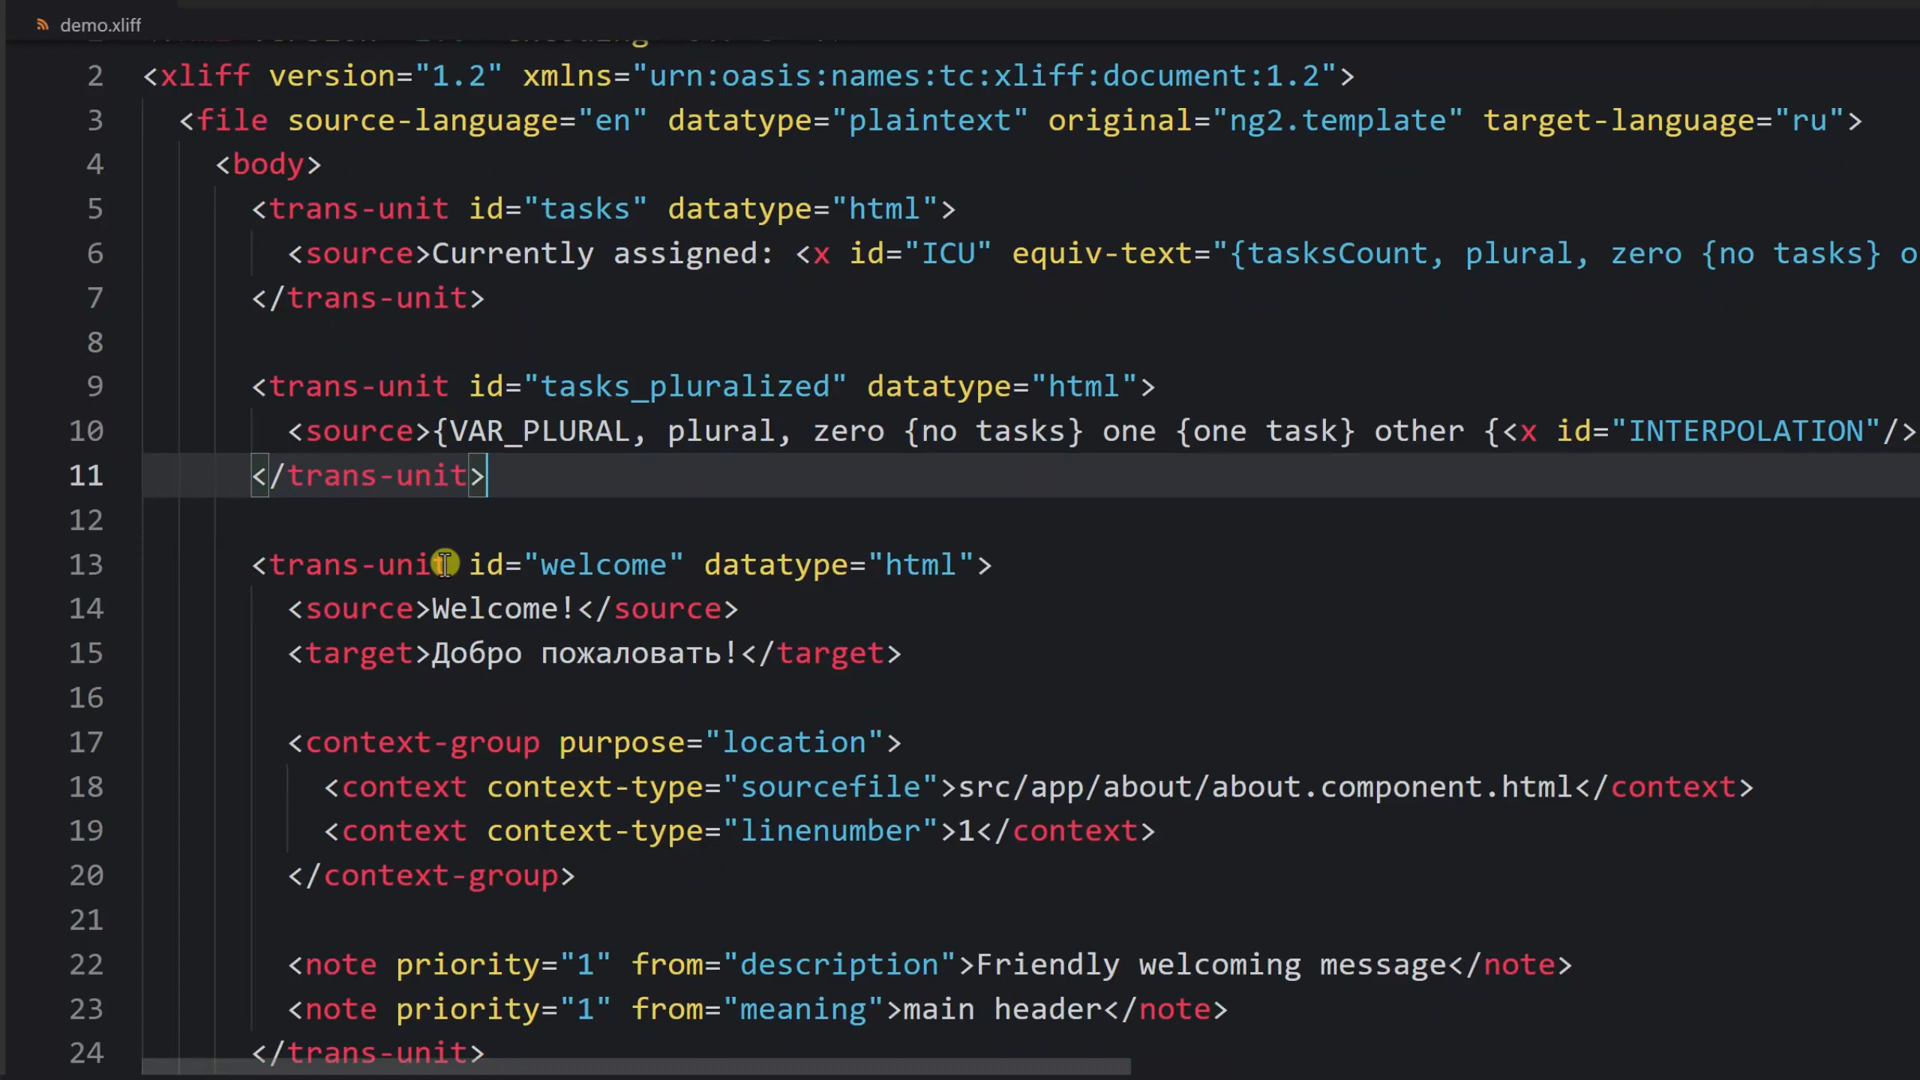 demo.xliff
2 <xliff version="1.2" xmlns="urn:oasis:names:tc:xliff:document:1.2">
3 <file source-language="en" datatype="plaintext" original="ng2.template" target-language="ru">
4 <body>
5 <trans-unit id="tasks" datatype="html">
6 <source>Currently assigned: <x id="ICU" equiv-text="{tasksCount, plural, zero {no tasks} o
7 </trans-unit>
8
9 <trans-unit id="tasks_pluralized" datatype="html">
10 <source>{VAR_PLURAL, plural, zero {no tasks} one {one task} other {<x id="INTERPOLATION"/>
11 </trans-unit>
12
13 <trans-unit id="welcome" datatype="html">
14 <source>Welcome!</source>
15 <target>Добро пожаловать!</target>
16
17 <context-group purpose="location">
18 <context context-type="sourcefile">src/app/about/about.component.html</context>
19 <context context-type="linenumber">1</context>
20 </context-group>
21
22 <note priority="1" from="description">Friendly welcoming message</note>
23 <note priority="1" from="meaning">main header</note>
24 </trans-unit>